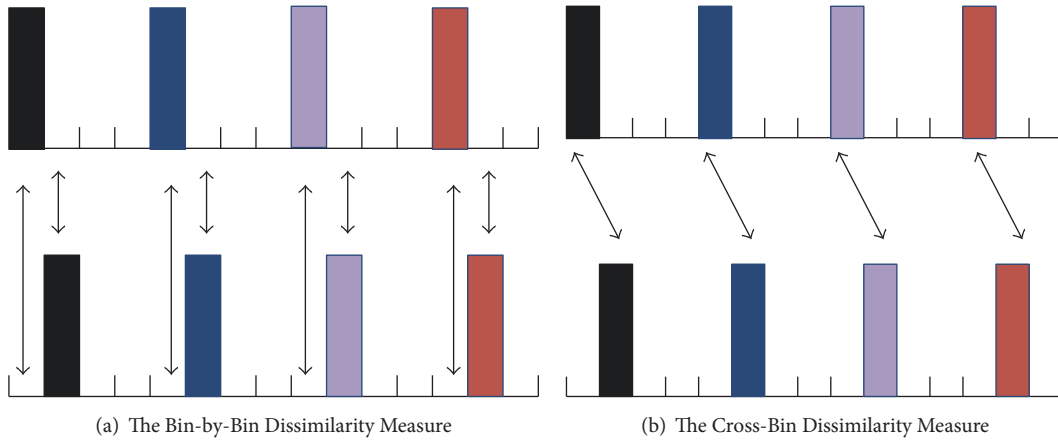 (a) The Bin-by-Bin Dissimilarity Measure
(b) The Cross-Bin Dissimilarity Measure